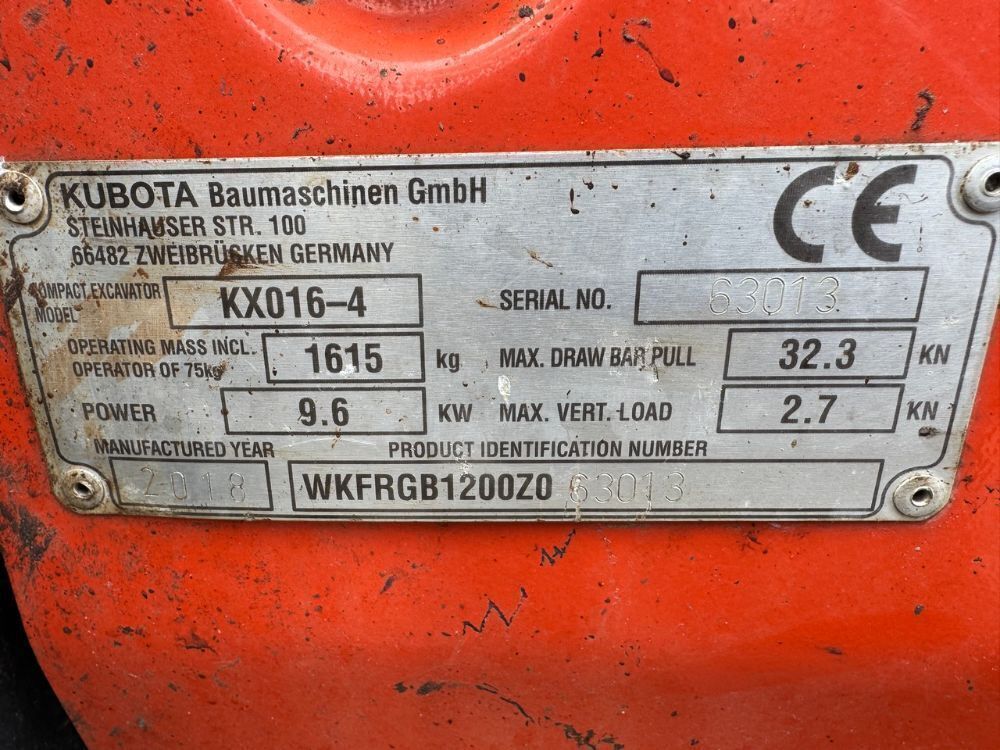 KUBOTA Baumaschinen GmbH
STEINHAUSER STR. 100
66482 ZWEIBRÜCKEN GERMANY
CE
COMPACT EXCAVATOR MODEL KX016–4 SERIAL NO. 63013
OPERATING MASS INCL. OPERATOR OF 75kg 1615 kg MAX. DRAW BAR PULL 32.3 KN
POWER 9.6 KW MAX. VERT. LOAD 2.7 KN
MANUFACTURED YEAR PRODUCT IDENTIFICATION NUMBER
2018 WKFRGB1200Z0 63013